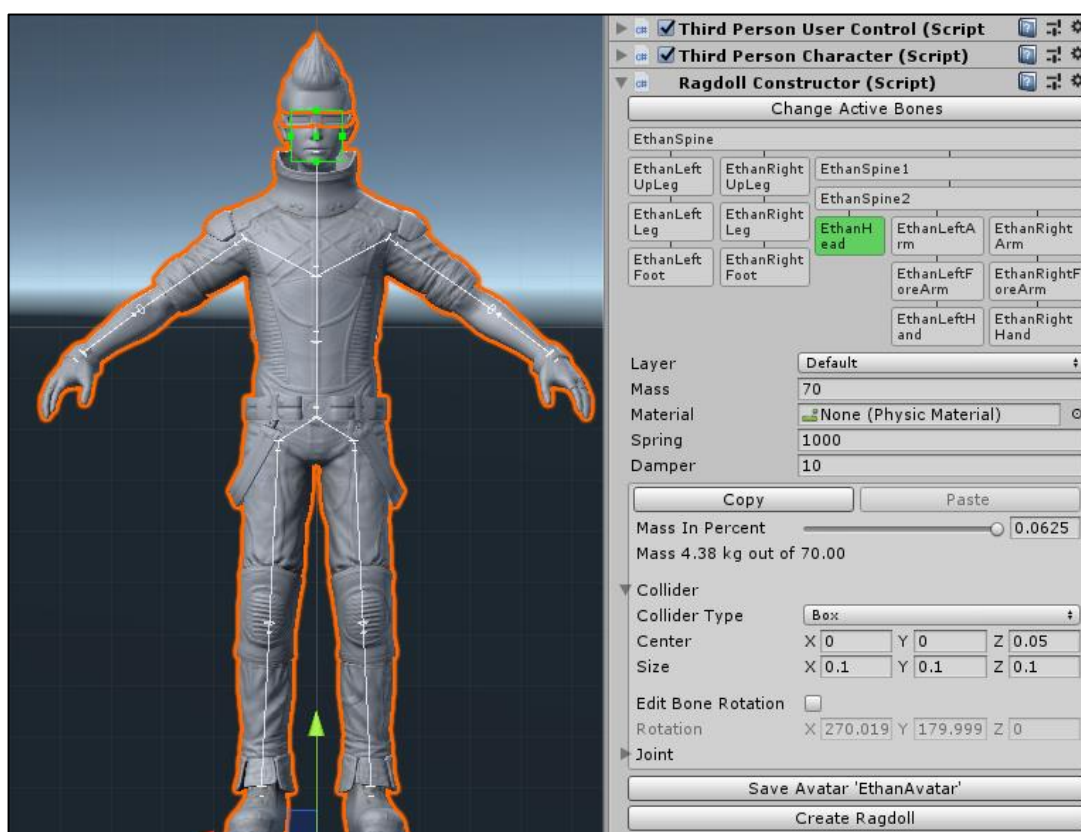 Third Person User Control (Script
Third Person Character (Script)
Ragdoll Constructor (Script)
Change Active Bones
EthanSpine
EthanLeft
UpLeg
EthanRight
UpLeg
EthanSpine1
EthanSpine2
EthanLeft
Leg
EthanRight
Leg
EthanH
ead
EthanLeftA
rm
EthanRight
Arm
EthanLeft
Foot
EthanRight
Foot
EthanLeftF
oreArm
EthanRightF
oreArm
EthanLeftH
and
EthanRight
Hand
Layer Default
Mass 70
Material None (Physic Material)
Spring 1000
Damper 10
Copy Paste
Mass In Percent 0.0625
Mass 4.38 kg out of 70.00
Collider
Collider Type Box
Center X 0 Y 0 Z 0.05
Size X 0.1 Y 0.1 Z 0.1
Edit Bone Rotation
Rotation X 270.019 Y 179.999 Z 0
Joint
Save Avatar 'EthanAvatar'
Create Ragdoll